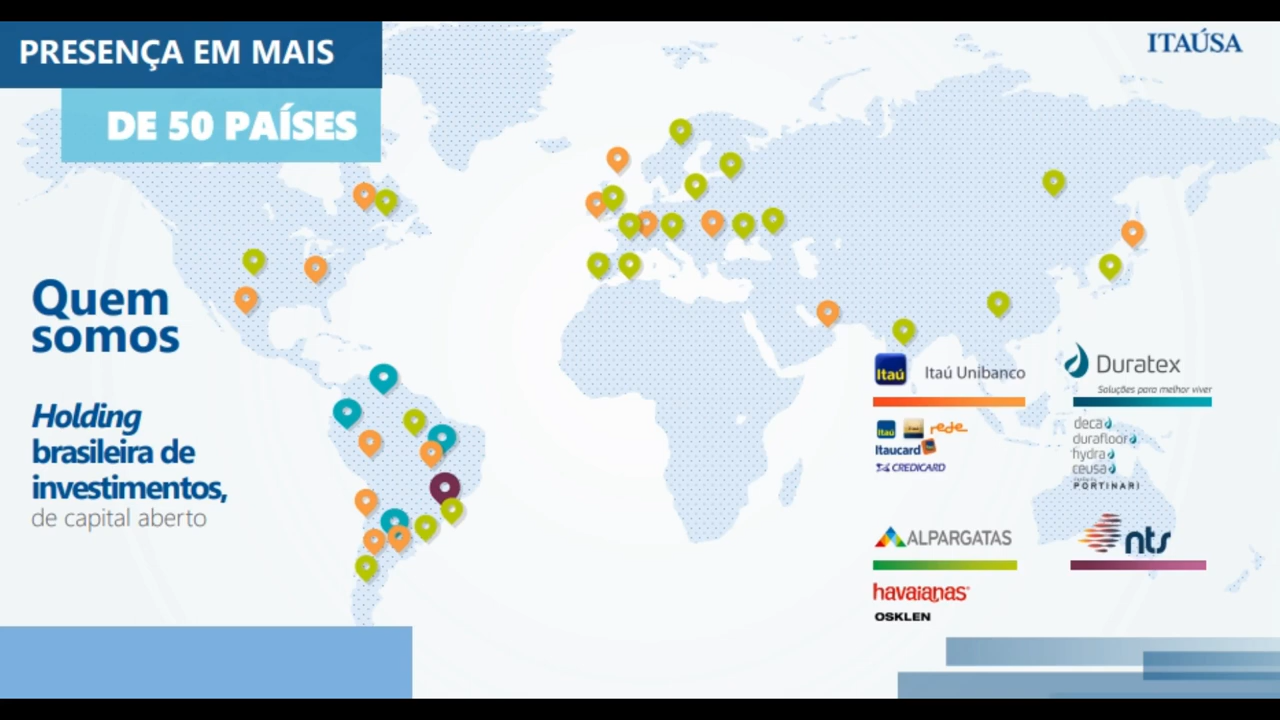 PRESENÇA EM MAIS
DE 50 PAÍSES
ITAÚSA
Quem
somos
Holding
brasileira de
investimentos,
de capital aberto
Itaú
Itaú Unibanco
Duratex
Soluções para melhor viver
Itaú
rede
Itaucard
CREDICARD
deca
durafloor
hydra
ceusa
PORTINARI
ALPARGATAS
nts
havaianas
OSKLEN